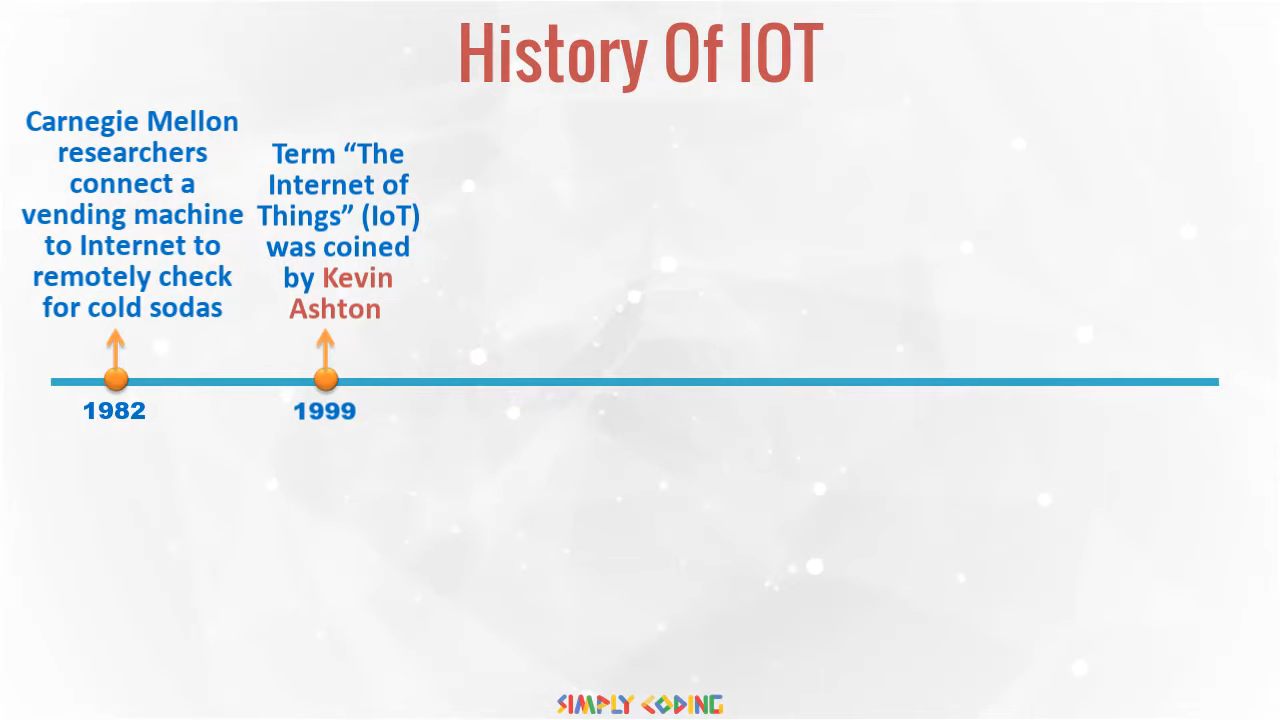 History Of IOT
Carnegie Mellon
researchers
connect a
vending machine
to Internet to
remotely check
for cold sodas
Term “The
Internet of
Things” (IoT)
was coined
by Kevin
Ashton
1982
1999
SIMPLY CODING